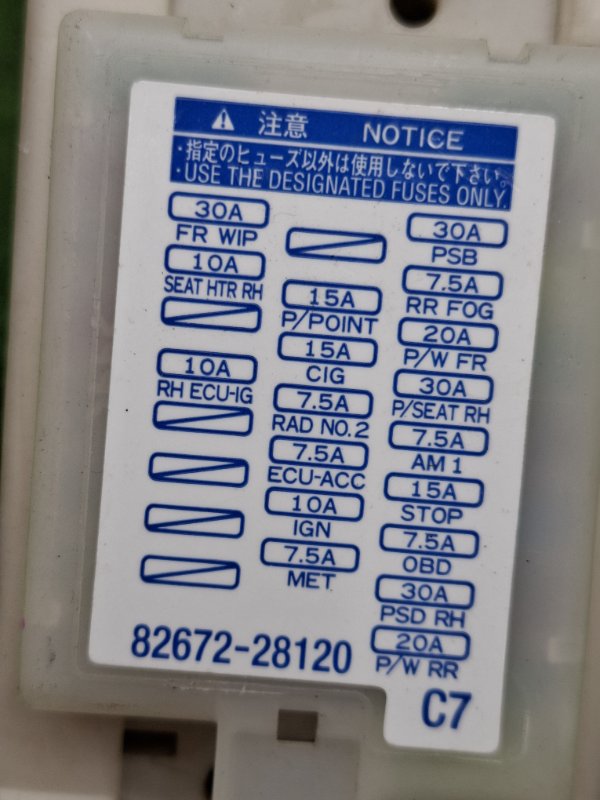 注意 NOTICE
・指定のヒューズ以外は使用しないで下さい。
・USE THE DESIGNATED FUSES ONLY.
30A
FR WIP
10A
SEAT HTR RH
10A
RH ECU-IG
15A
P/POINT
15A
CIG
7.5A
RAD NO.2
7.5A
ECU-ACC
10A
IGN
7.5A
MET
30A
PSB
7.5A
RR FOG
20A
P/W FR
30A
P/SEAT RH
7.5A
AM 1
15A
STOP
7.5A
OBD
30A
PSD RH
20A
P/W RR
82672-28120
C7